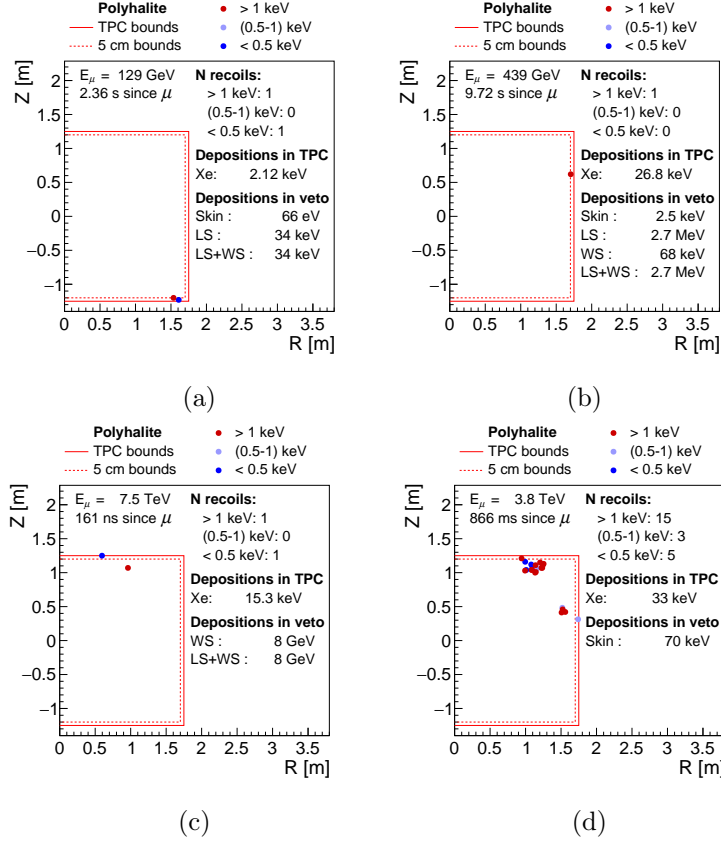 Polyhalite
TPC bounds
5 cm bounds
> 1 keV
(0.5-1) keV
< 0.5 keV
Z [m]
2
1.5
1
0.5
0
−0.5
−1
E μ = 129 GeV
2.36 s since μ
N recoils:
> 1 keV: 1
(0.5-1) keV: 0
< 0.5 keV: 1
Depositions in TPC
Xe: 2.12 keV
Depositions in veto
Skin : 66 eV
LS : 34 keV
LS+WS : 34 keV
0 0.5 1 1.5 2 2.5 3 3.5
R [m]
(a)
Polyhalite
TPC bounds
5 cm bounds
> 1 keV
(0.5-1) keV
< 0.5 keV
Z [m]
2
1.5
1
0.5
0
−0.5
−1
E μ = 439 GeV
9.72 s since μ
N recoils:
> 1 keV: 1
(0.5-1) keV: 0
< 0.5 keV: 0
Depositions in TPC
Xe: 26.8 keV
Depositions in veto
Skin : 2.5 keV
LS : 2.7 MeV
WS : 68 keV
LS+WS : 2.7 MeV
0 0.5 1 1.5 2 2.5 3 3.5
R [m]
(b)
Polyhalite
TPC bounds
5 cm bounds
> 1 keV
(0.5-1) keV
< 0.5 keV
Z [m]
2
1.5
1
0.5
0
−0.5
−1
E μ = 7.5 TeV
161 ns since μ
N recoils:
> 1 keV: 1
(0.5-1) keV: 0
< 0.5 keV: 1
Depositions in TPC
Xe: 15.3 keV
Depositions in veto
WS : 8 GeV
LS+WS : 8 GeV
0 0.5 1 1.5 2 2.5 3 3.5
R [m]
(c)
Polyhalite
TPC bounds
5 cm bounds
> 1 keV
(0.5-1) keV
< 0.5 keV
Z [m]
2
1.5
1
0.5
0
−0.5
−1
E μ = 3.8 TeV
866 ms since μ
N recoils:
> 1 keV: 15
(0.5-1) keV: 3
< 0.5 keV: 5
Depositions in TPC
Xe: 33 keV
Depositions in veto
Skin : 70 keV
0 0.5 1 1.5 2 2.5 3 3.5
R [m]
(d)